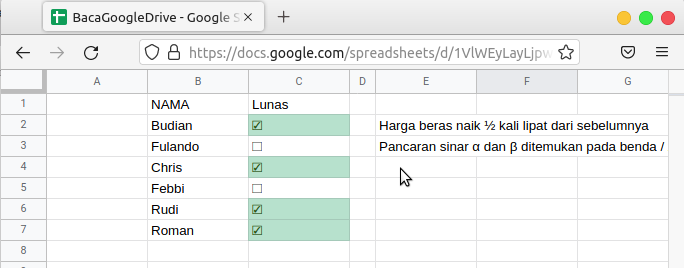 BacaGoogleDrive - Google S
https://docs.google.com/spreadsheets/d/1VlWEyLayLjpw
A B C D E F G
1 NAMA Lunas
2 Budian ☑ Harga beras naik ½ kali lipat dari sebelumnya
3 Fulando ☐ Pancaran sinar α dan β ditemukan pada benda /
4 Chris ☑
5 Febbi ☐
6 Rudi ☑
7 Roman ☑
8